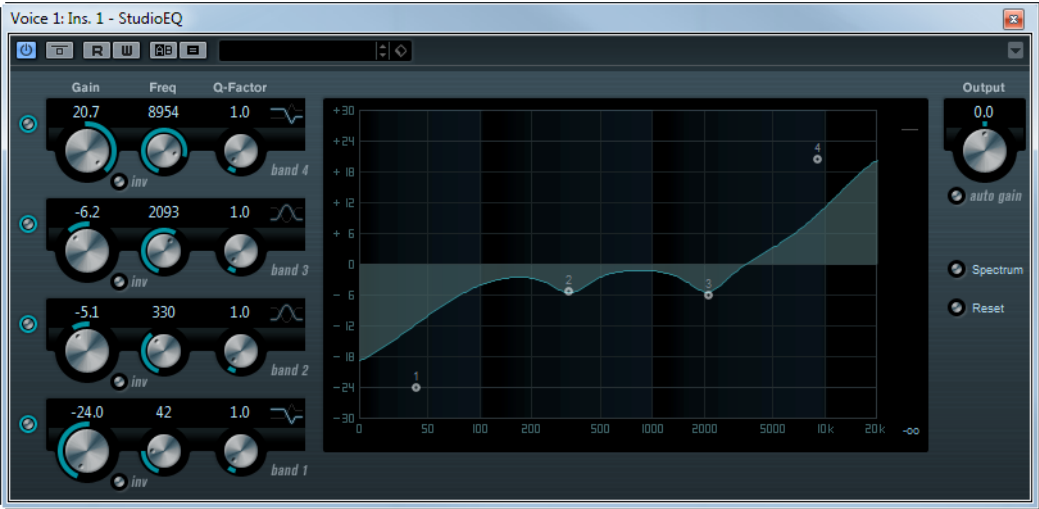 Voice 1: Ins. 1 - StudioEQ
R W AB
Gain Freq Q-Factor Output
20.7 8954 1.0
inv band 4
-6.2 2093 1.0
inv band 3
-5.1 330 1.0
inv band 2
-24.0 42 1.0
inv band 1
+30
+24
+ 18
+ 12
+ 6
0
- 6
- 12
- 18
-24
-30
0 50 100 200 500 1000 2000 5000 10k 20k -∞
1
2
3
4
0.0
auto gain
Spectrum
Reset